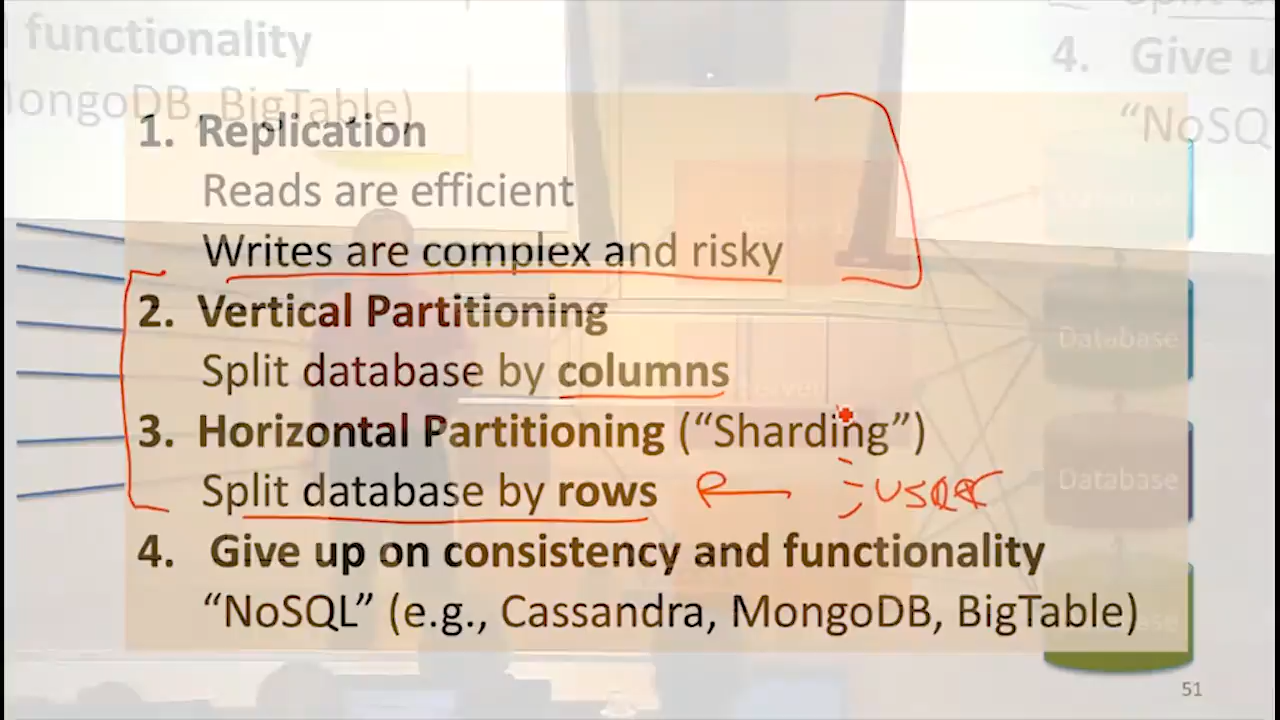 functionality
MongoDB, BigTable)
4. Give u
"NoSQ
1. Replication
Reads are efficient
Writes are complex and risky
2. Vertical Partitioning
Split database by columns
3. Horizontal Partitioning ("Sharding")
Split database by rows
user
4. Give up on consistency and functionality
"NoSQL" (e.g., Cassandra, MongoDB, BigTable)
Database
Database
Database
51